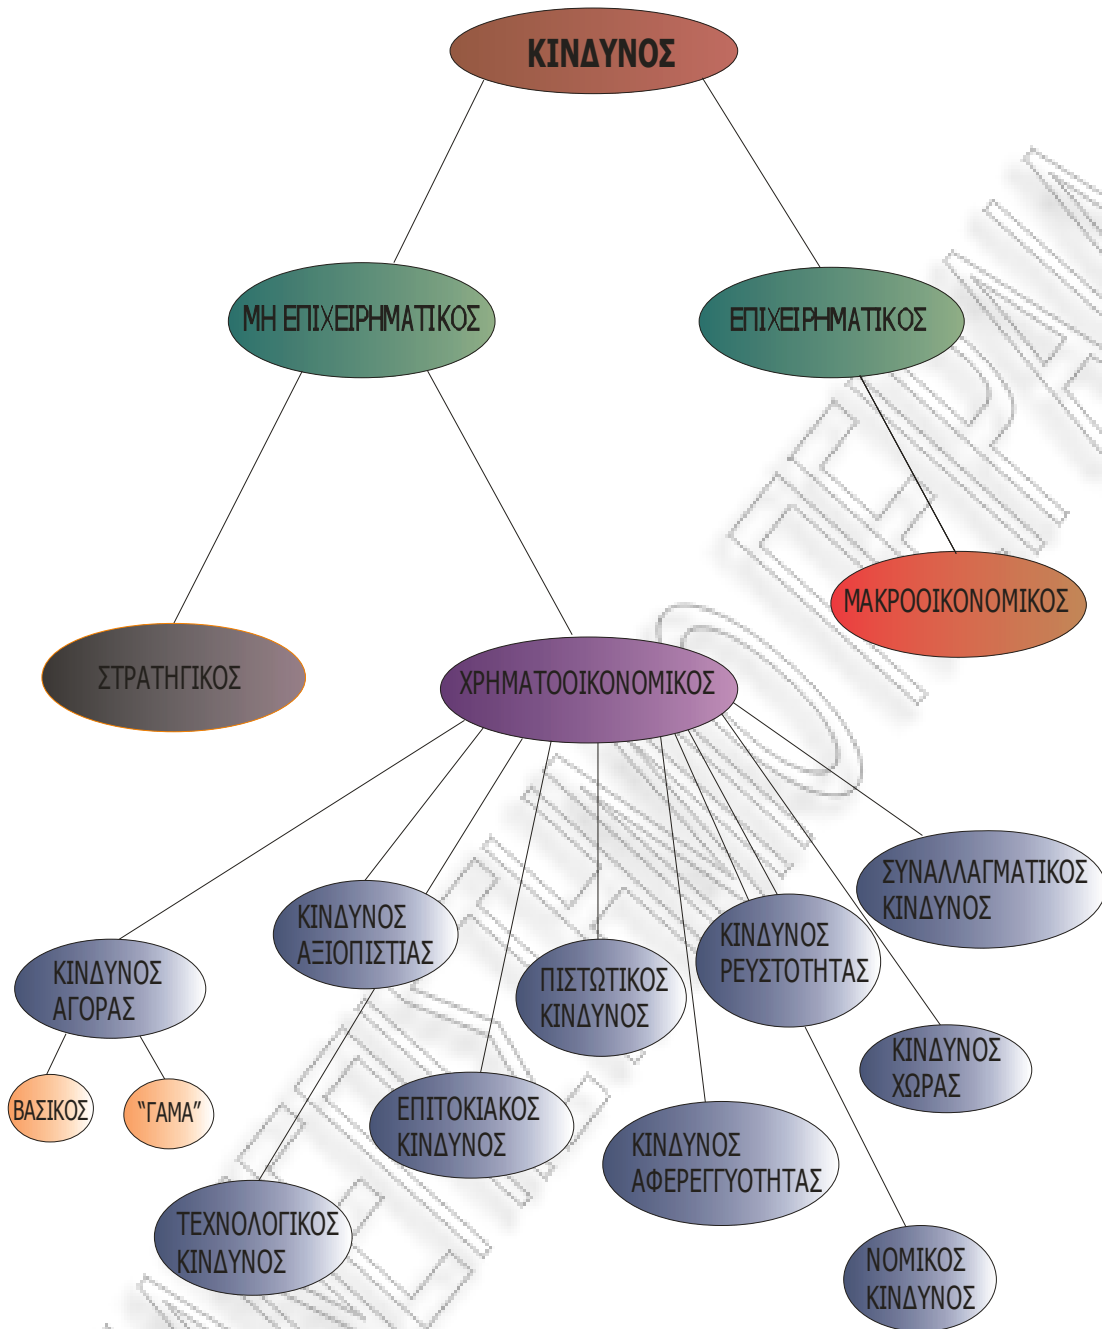 ΚΙΝΔΥΝΟΣ
ΜΗ ΕΠΙΧΕΙΡΗΜΑΤΙΚΟΣ
ΕΠΙΧΕΙΡΗΜΑΤΙΚΟΣ
ΜΑΚΡΟΟΙΚΟΝΟΜΙΚΟΣ
ΣΤΡΑΤΗΓΙΚΟΣ
ΧΡΗΜΑΤΟΟΙΚΟΝΟΜΙΚΟΣ
ΣΥΝΑΛΛΑΓΜΑΤΙΚΟΣ
ΚΙΝΔΥΝΟΣ
ΚΙΝΔΥΝΟΣ
ΑΞΙΟΠΙΣΤΙΑΣ
ΚΙΝΔΥΝΟΣ
ΡΕΥΣΤΟΤΗΤΑΣ
ΚΙΝΔΥΝΟΣ
ΑΓΟΡΑΣ
ΠΙΣΤΩΤΙΚΟΣ
ΚΙΝΔΥΝΟΣ
ΚΙΝΔΥΝΟΣ
ΧΩΡΑΣ
ΒΑΣΙΚΟΣ
"ΓΑΜΑ"
ΕΠΙΤΟΚΙΑΚΟΣ
ΚΙΝΔΥΝΟΣ
ΚΙΝΔΥΝΟΣ
ΑΦΕΡΕΓΓΥΟΤΗΤΑΣ
ΤΕΧΝΟΛΟΓΙΚΟΣ
ΚΙΝΔΥΝΟΣ
ΝΟΜΙΚΟΣ
ΚΙΝΔΥΝΟΣ